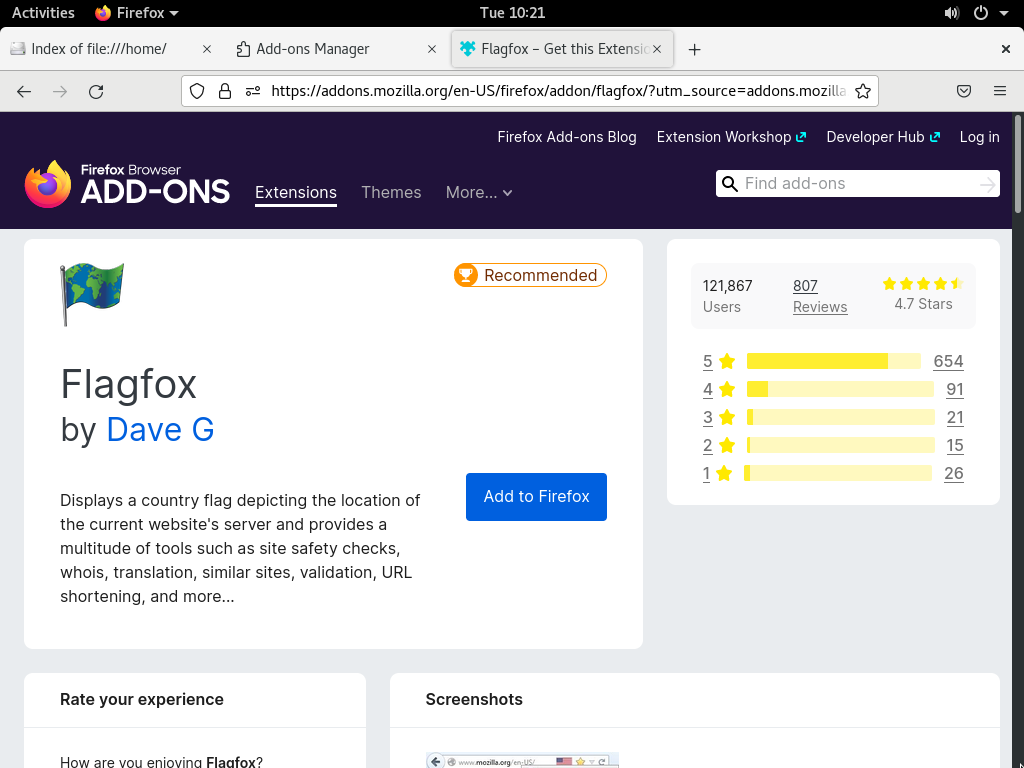 Activities Firefox Tue 10:21
Index of file:///home/ Add-ons Manager Flagfox – Get this Extensio
https://addons.mozilla.org/en-US/firefox/addon/flagfox/?utm_source=addons.mozilla
Firefox Add-ons Blog Extension Workshop Developer Hub Log in
Firefox Browser
ADD-ONS
Extensions Themes More... Find add-ons
Recommended
Flagfox
by Dave G
Displays a country flag depicting the location of
the current website's server and provides a
multitude of tools such as site safety checks,
whois, translation, similar sites, validation, URL
shortening, and more...
Add to Firefox
121,867 807
Users Reviews 4.7 Stars
5 654
4 91
3 21
2 15
1 26
Rate your experience
How are you enjoying Flagfox?
Screenshots
www.mozilla.org/en-US/